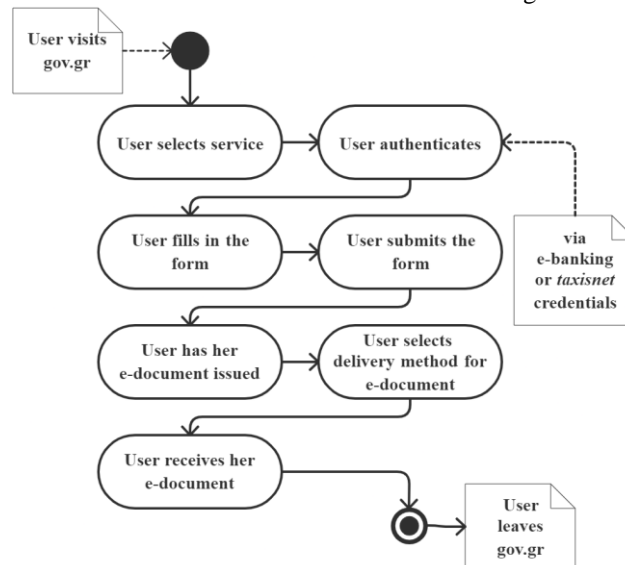 User visits
gov.gr
User selects service
User authenticates
User fills in the
form
User submits the
form
via
e-banking
or taxisnet
credentials
User has her
e-document issued
User selects
delivery method for
e-document
User receives her
e-document
User
leaves
gov.gr